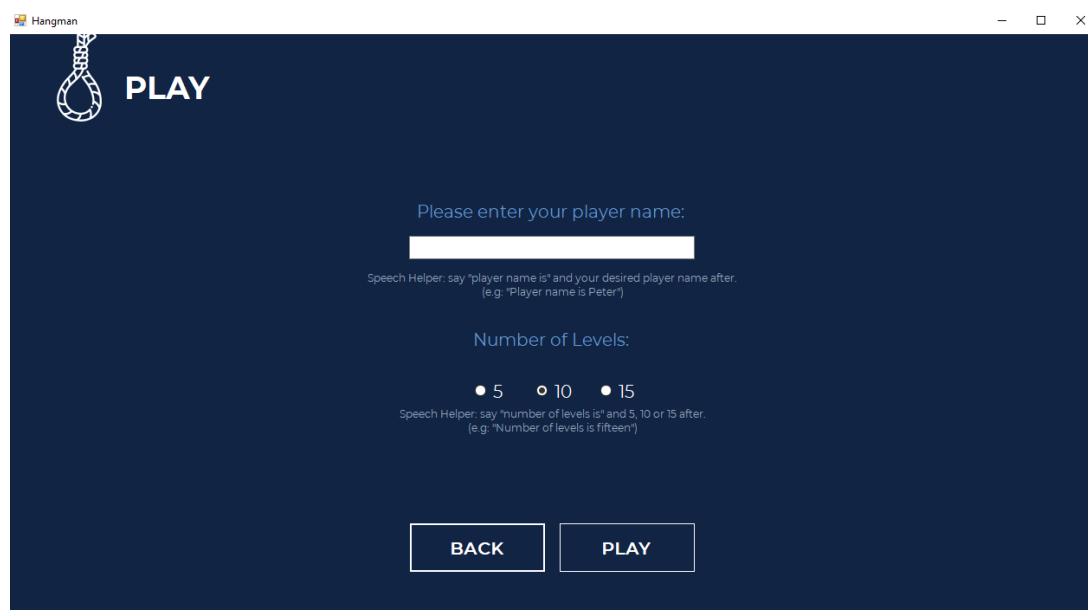 Hangman
PLAY
Please enter your player name:
Speech Helper: say "player name is" and your desired player name after.
(e.g: "Player name is Peter")
Number of Levels:
5 10 15
Speech Helper: say "number of levels is" and 5, 10 or 15 after.
(e.g: "Number of levels is fifteen")
BACK PLAY